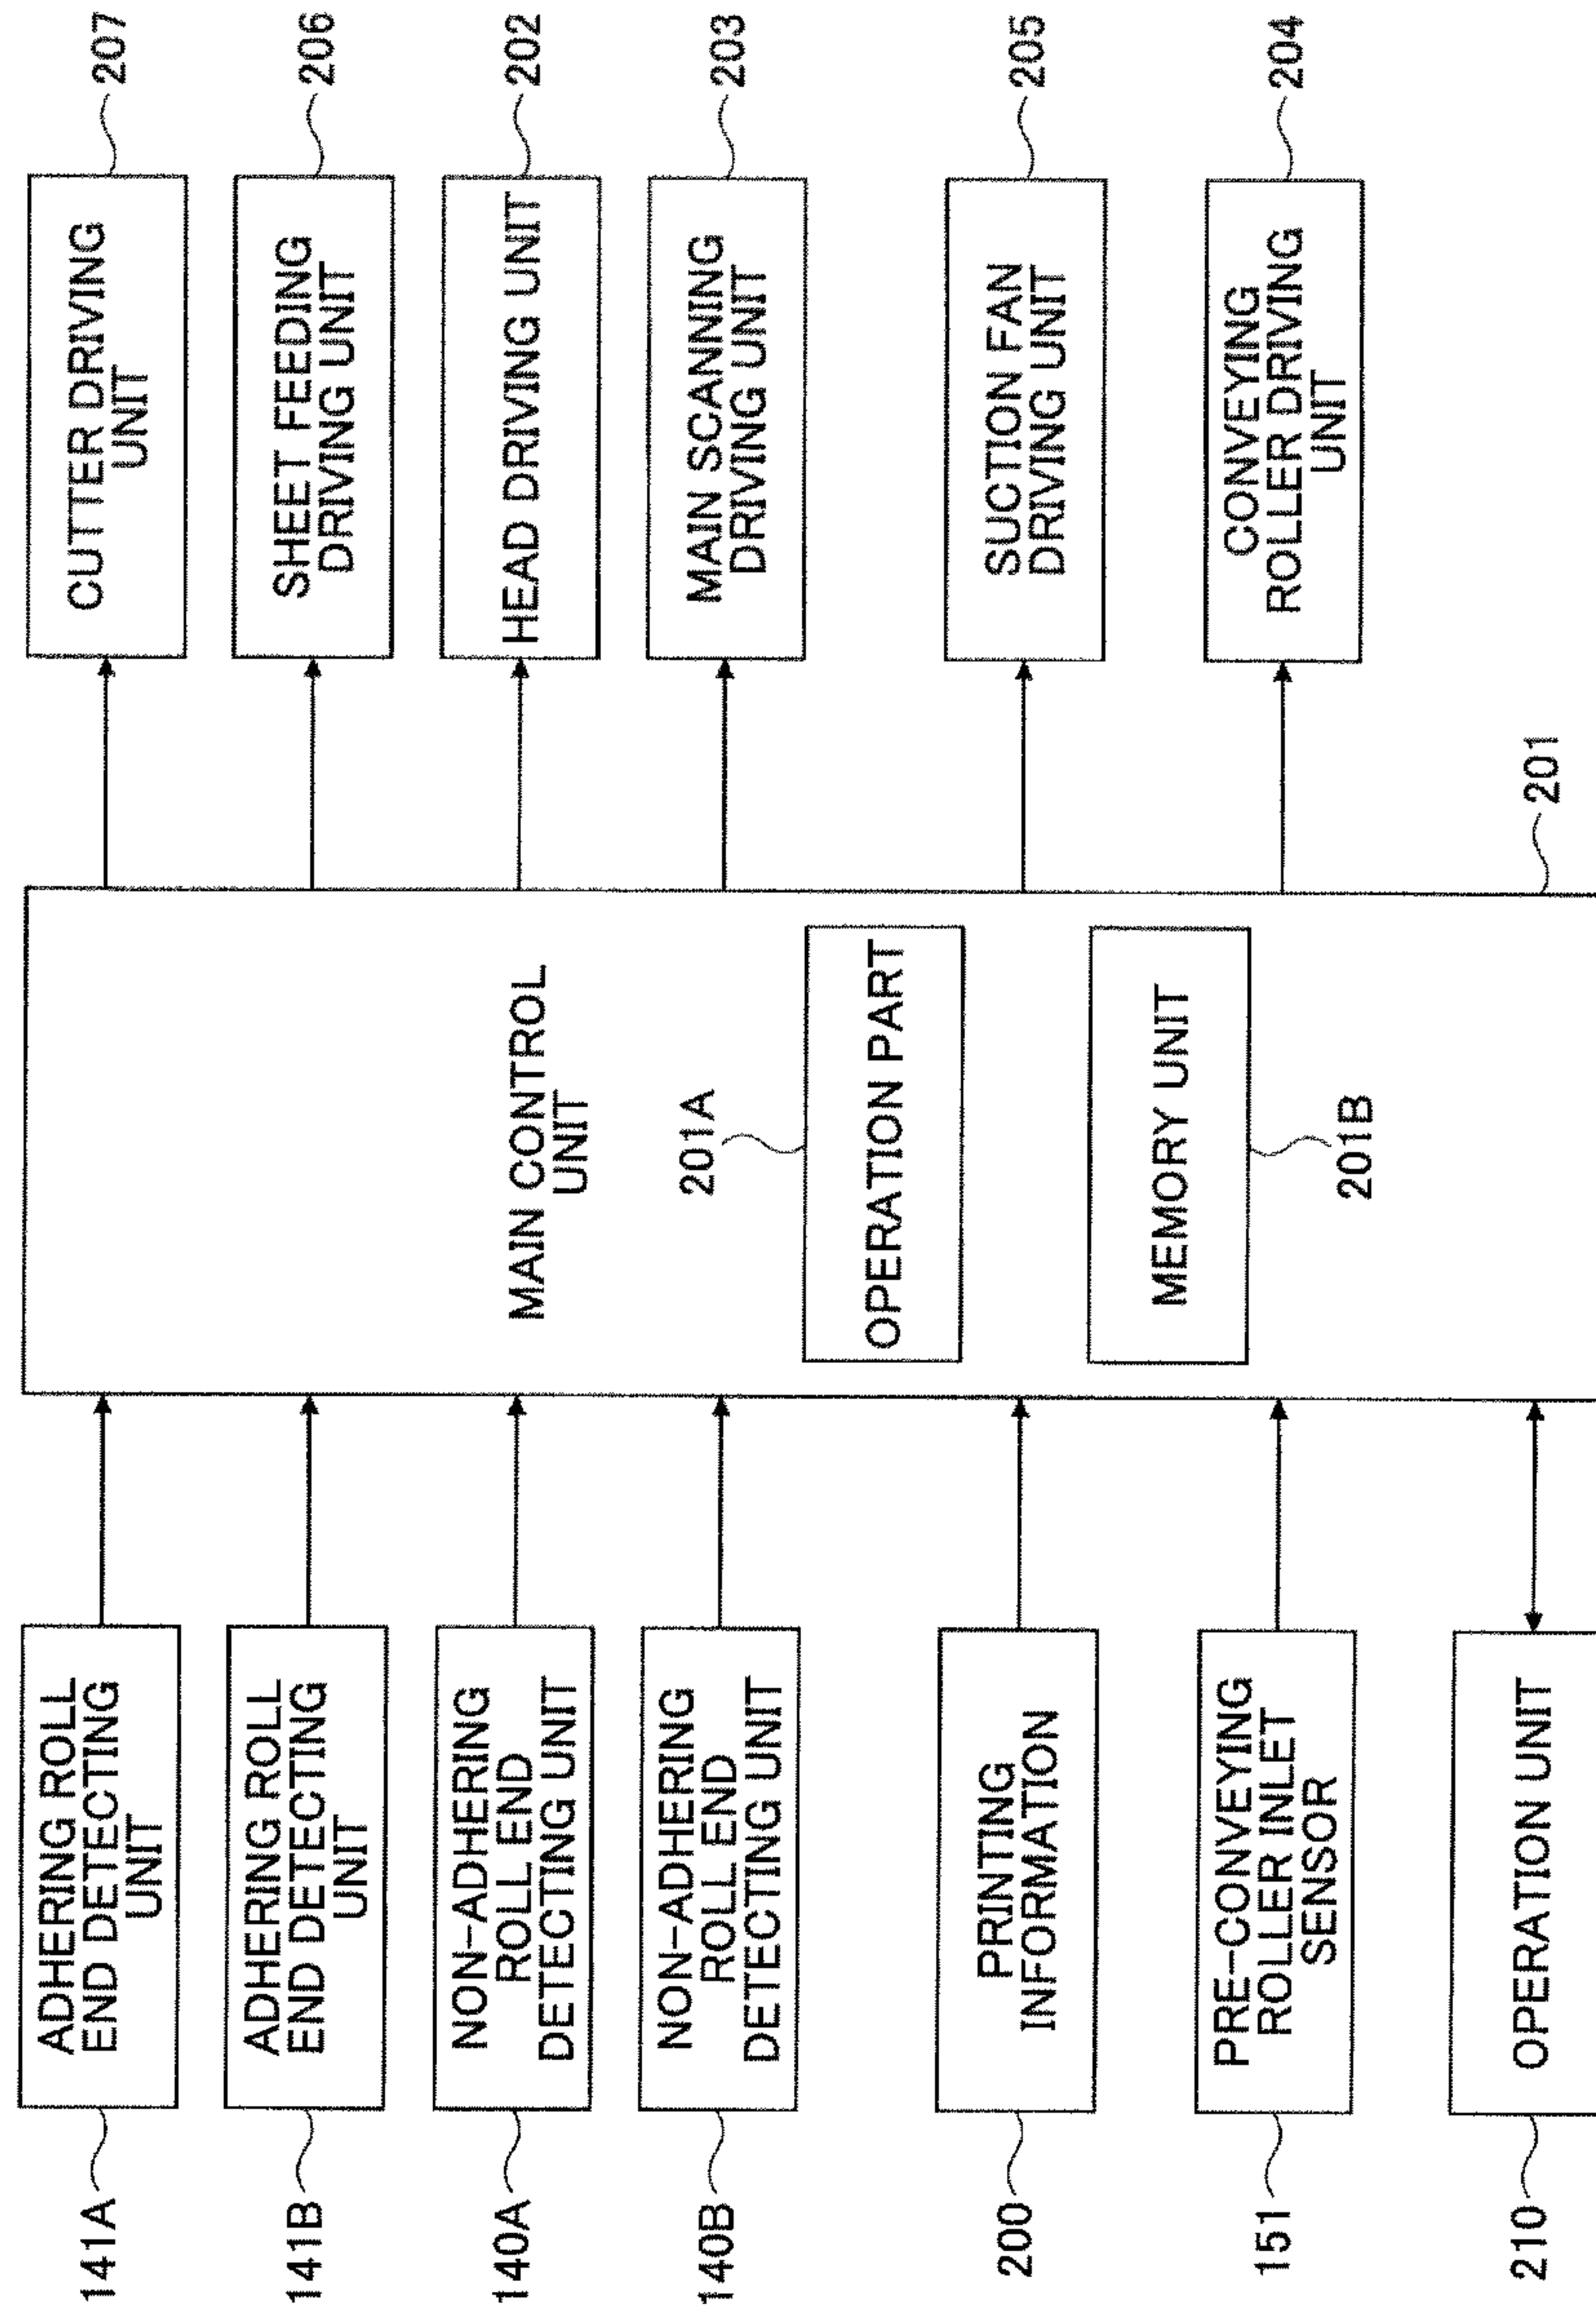 141A
ADHERING ROLL
END DETECTING
UNIT
141B
ADHERING ROLL
END DETECTING
UNIT
140A
NON-ADHERING
ROLL END
DETECTING UNIT
140B
NON-ADHERING
ROLL END
DETECTING UNIT
200
PRINTING
INFORMATION
151
PRE-CONVEYING
ROLLER INLET
SENSOR
210
OPERATION UNIT
MAIN CONTROL
UNIT
201A
OPERATION PART
MEMORY UNIT
201B
201
CUTTER DRIVING
UNIT
207
SHEET FEEDING
DRIVING UNIT
206
HEAD DRIVING UNIT
202
MAIN SCANNING
DRIVING UNIT
203
SUCTION FAN
DRIVING UNIT
205
CONVEYING
ROLLER DRIVING
UNIT
204